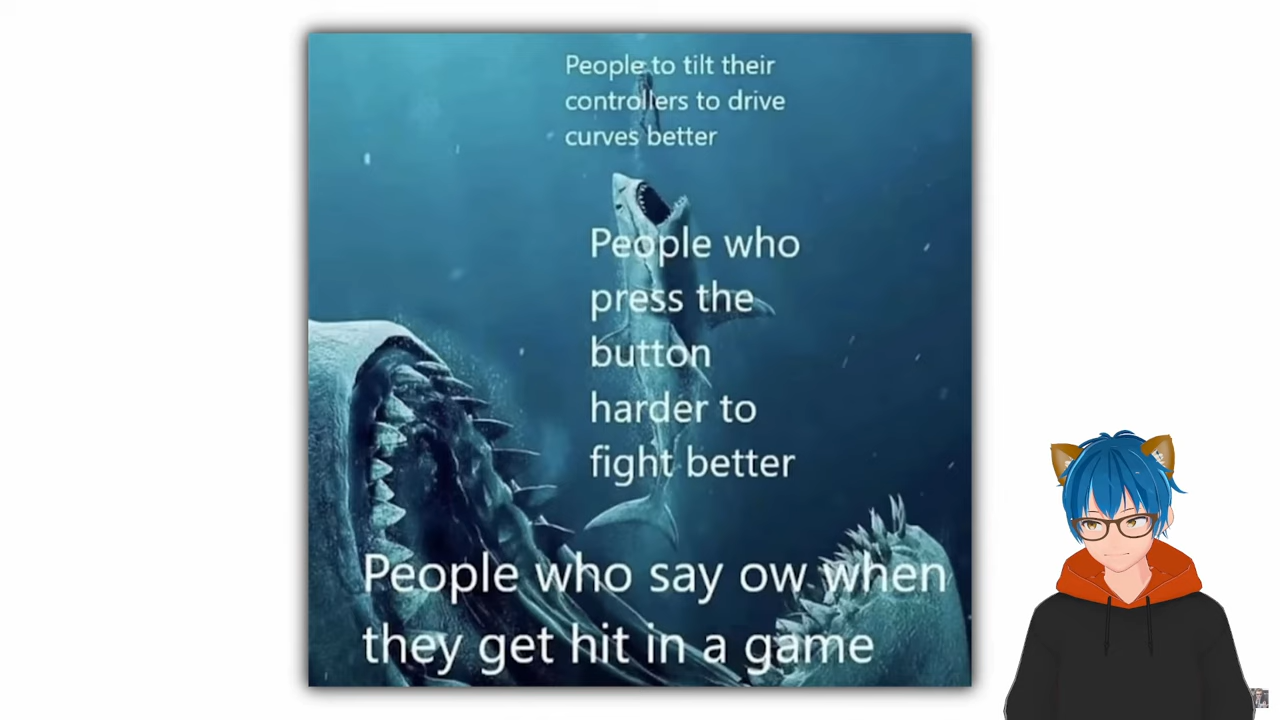 People to tilt their
controllers to drive
curves better
People who
press the
button
harder to
fight better
People who say ow when
they get hit in a game